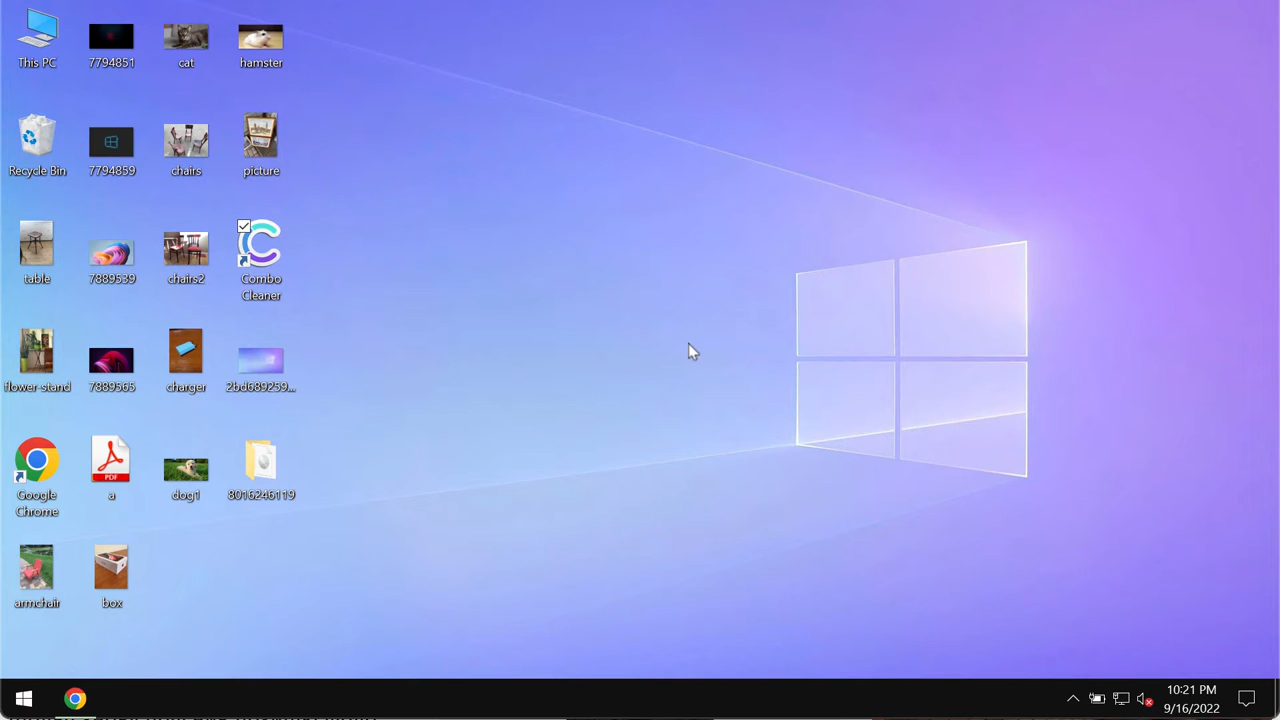 This PC
7794851
cat
hamster
Recycle Bin
7794859
chairs
picture
table
7889539
chairs2
Combo
Cleaner
flower-stand
7889565
charger
2bd689259...
PDF
Google
Chrome
a
dog1
8016246119
armchair
box
10:21 PM
9/16/2022